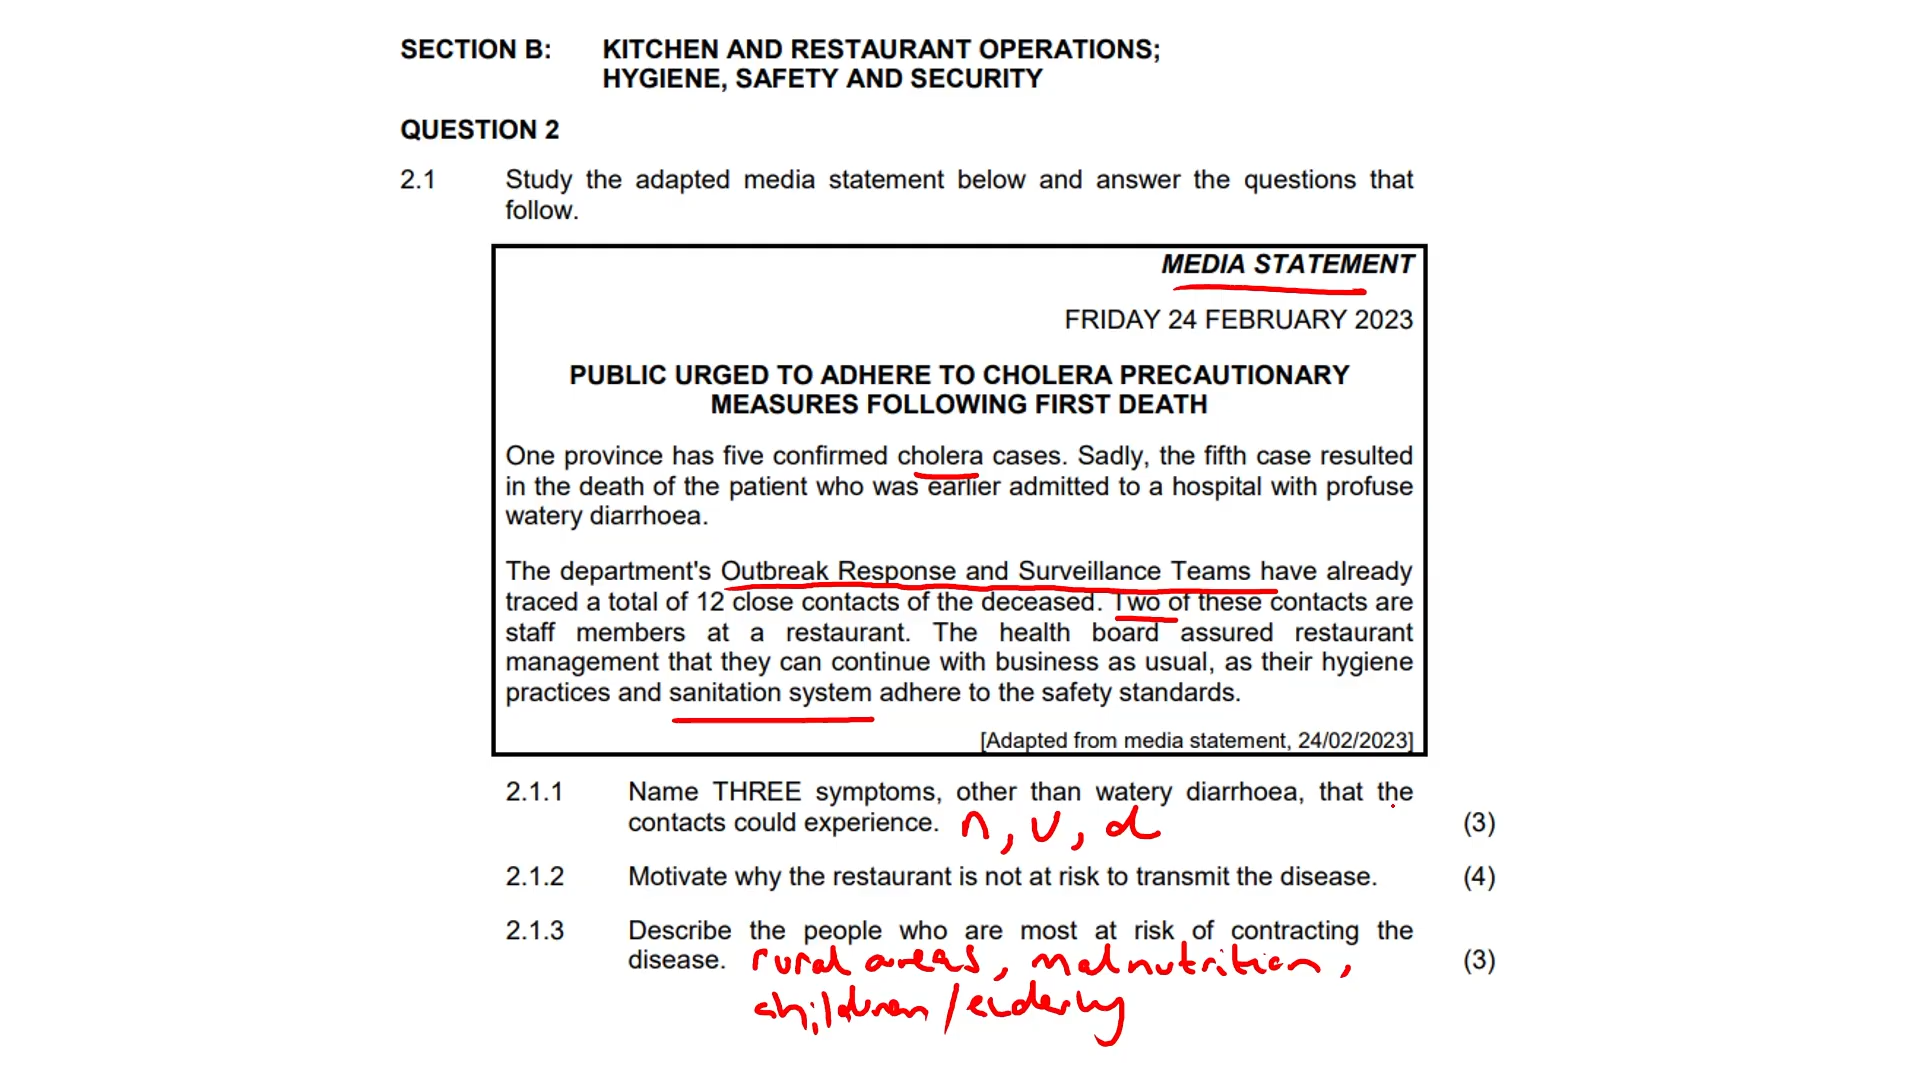 SECTION B: KITCHEN AND RESTAURANT OPERATIONS;
HYGIENE, SAFETY AND SECURITY
QUESTION 2
2.1 Study the adapted media statement below and answer the questions that
follow.
MEDIA STATEMENT
FRIDAY 24 FEBRUARY 2023
PUBLIC URGED TO ADHERE TO CHOLERA PRECAUTIONARY
MEASURES FOLLOWING FIRST DEATH
One province has five confirmed cholera cases. Sadly, the fifth case resulted
in the death of the patient who was earlier admitted to a hospital with profuse
watery diarrhoea.
The department's Outbreak Response and Surveillance Teams have already
traced a total of 12 close contacts of the deceased. Two of these contacts are
staff members at a restaurant. The health board assured restaurant
management that they can continue with business as usual, as their hygiene
practices and sanitation system adhere to the safety standards.
[Adapted from media statement, 24/02/2023]
2.1.1 Name THREE symptoms, other than watery diarrhoea, that the
contacts could experience. n, v, d (3)
2.1.2 Motivate why the restaurant is not at risk to transmit the disease. (4)
2.1.3 Describe the people who are most at risk of contracting the
disease. rural areas, malnutrition, (3)
children/elderly